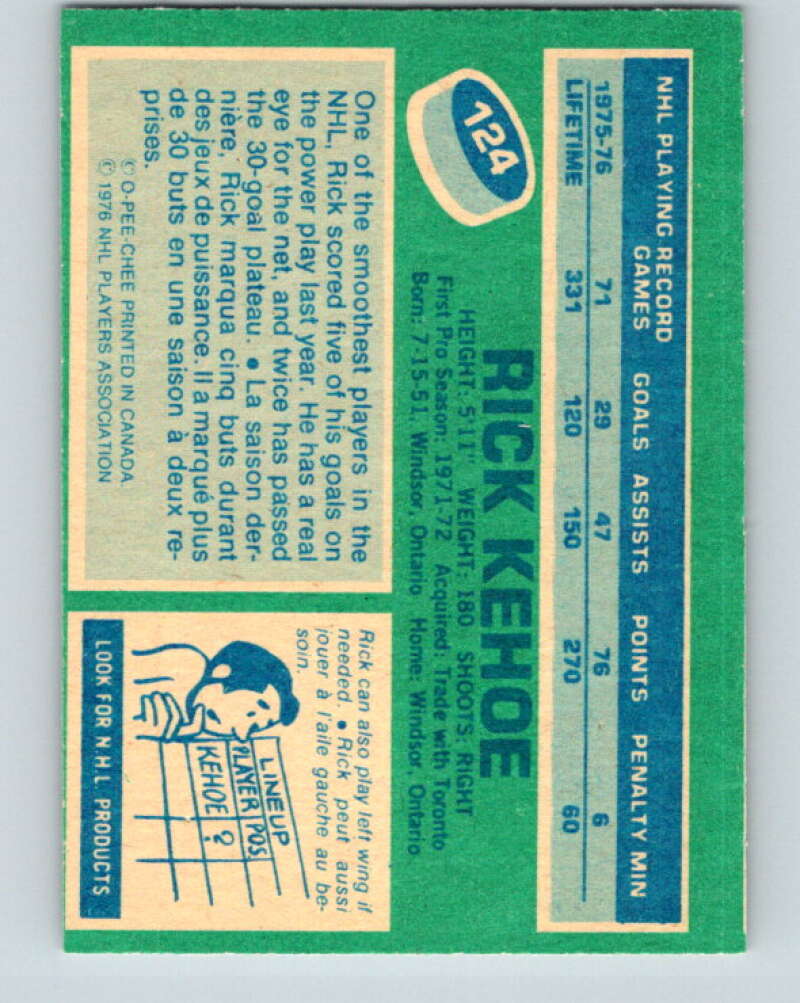 NHL PLAYING RECORD
GAMES GOALS ASSISTS POINTS PENALTY MIN
1975-76 71 29 47 76 6
LIFETIME 331 120 150 270 60
124
RICK KEHOE
HEIGHT: 5'11" WEIGHT: 180 SHOOTS: RIGHT
First Pro Season: 1971-72 Acquired: Trade with Toronto
Born: 7-15-51, Windsor, Ontario Home: Windsor, Ontario
One of the smoothest players in the
NHL, Rick scored five of his goals on
the power play last year. He has a real
eye for the net, and twice has passed
the 30-goal plateau. ● La saison der-
nière, Rick marqua cinq buts durant
des jeux de puissance. Il a marqué plus
de 30 buts en une saison à deux re-
prises.
© O-PEE-CHEE PRINTED IN CANADA
© 1976 NHL PLAYERS ASSOCIATION
Rick can also play left wing if
needed. ● Rick peut aussi
jouer à l'aile gauche au be-
soin.
LINEUP
PLAYER POS.
KEHOE ?
LOOK FOR N.H.L. PRODUCTS